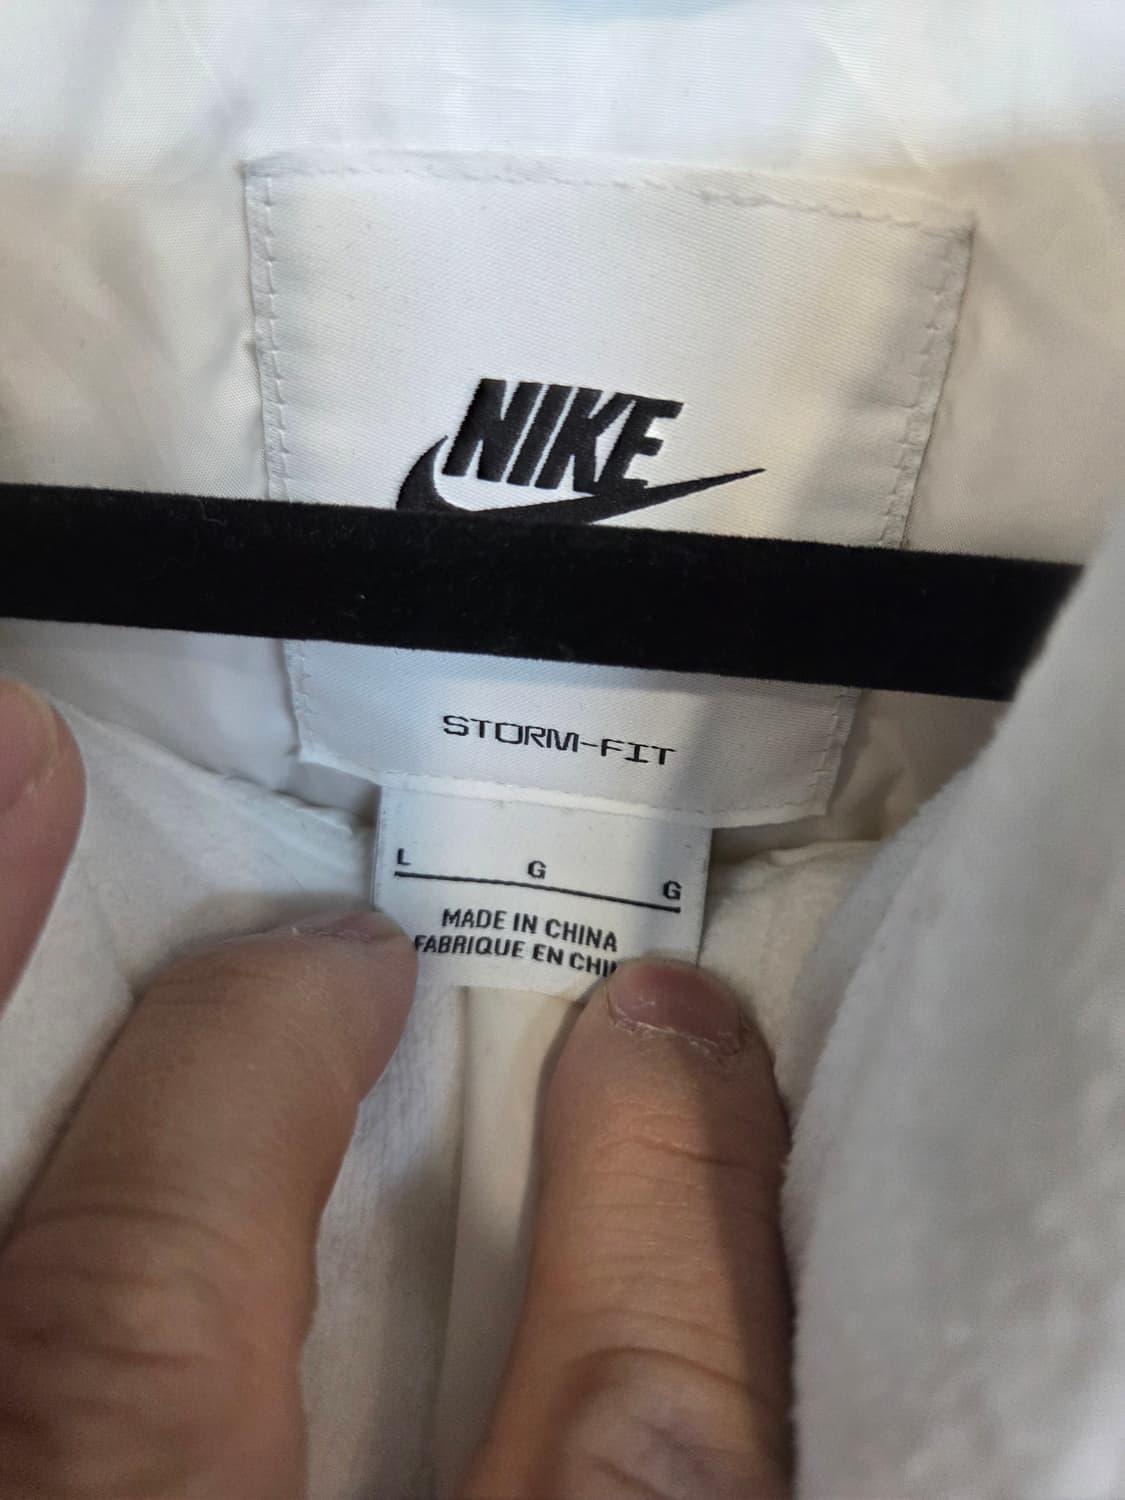 NIKE
STORM-FIT
L G G
MADE IN CHINA
FABRIQUE EN